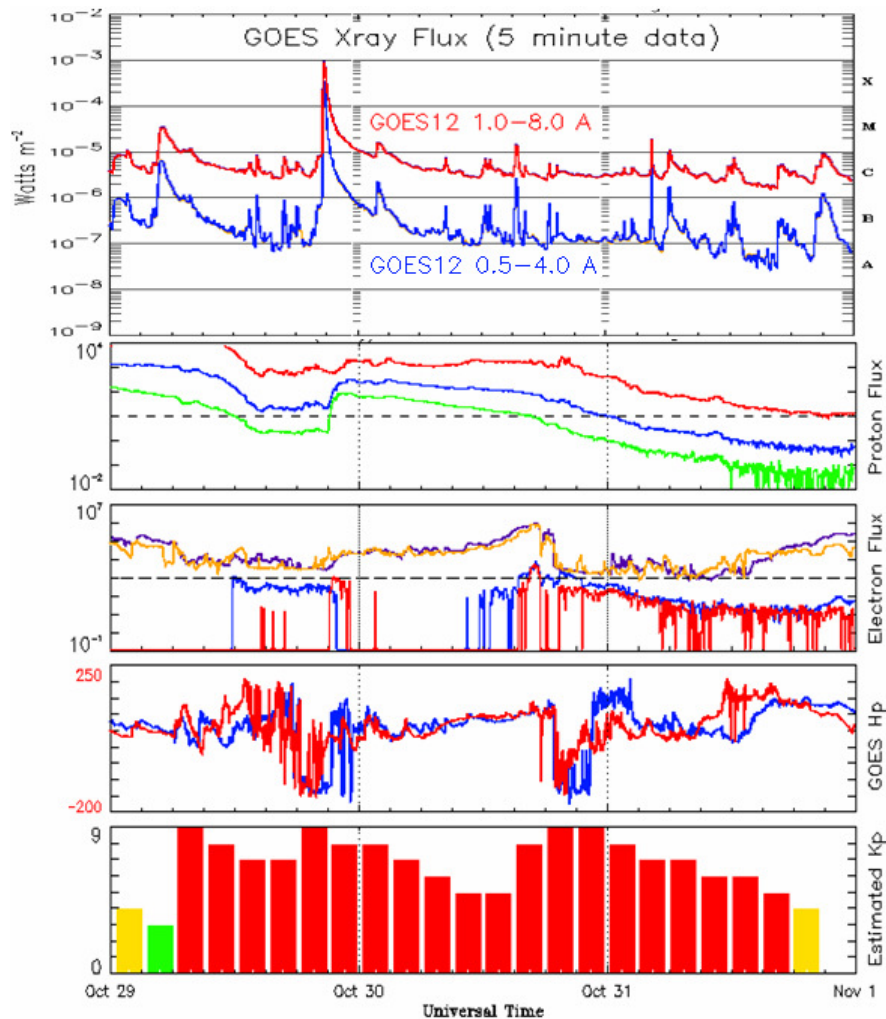 GOES Xray Flux (5 minute data)
10−2
10−3
10−4
10−5
10−6
10−7
10−8
10−9
Watts m−2
X
M
C
B
A
GOES12 1.0−8.0 A
GOES12 0.5−4.0 A
104
10−2
Proton Flux
107
10−1
Electron Flux
250
−200
GOES Hp
9
0
Estimated Kp
Oct 29
Oct 30
Oct 31
Nov 1
Universal Time